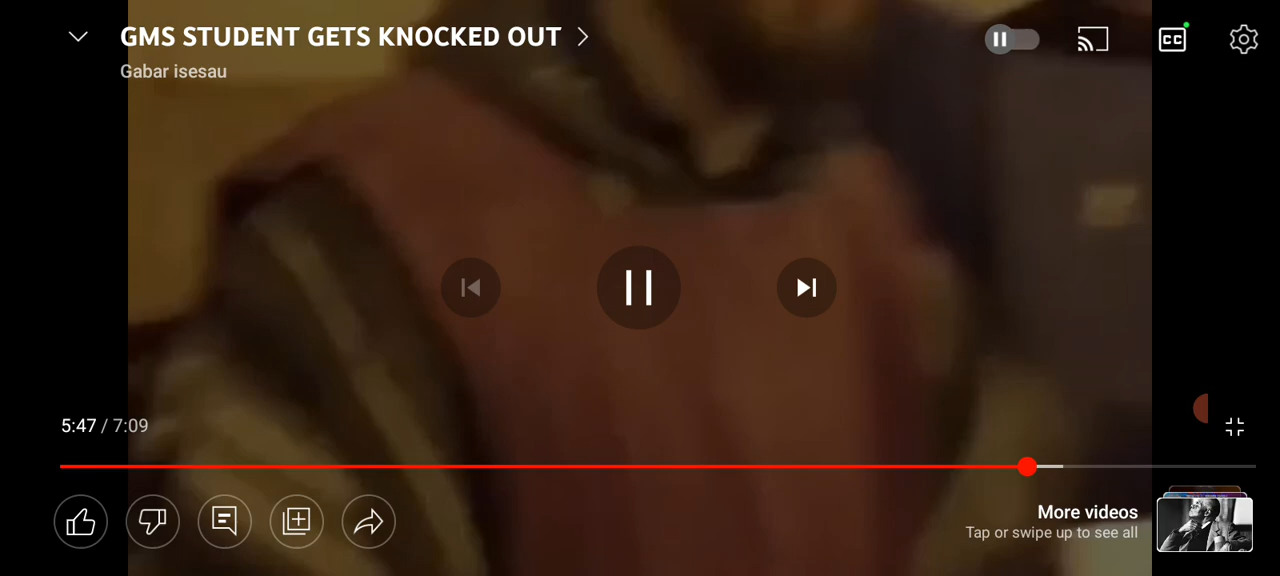 GMS STUDENT GETS KNOCKED OUT
Gabar isesau
CC
5:47 / 7:09
More videos
Tap or swipe up to see all